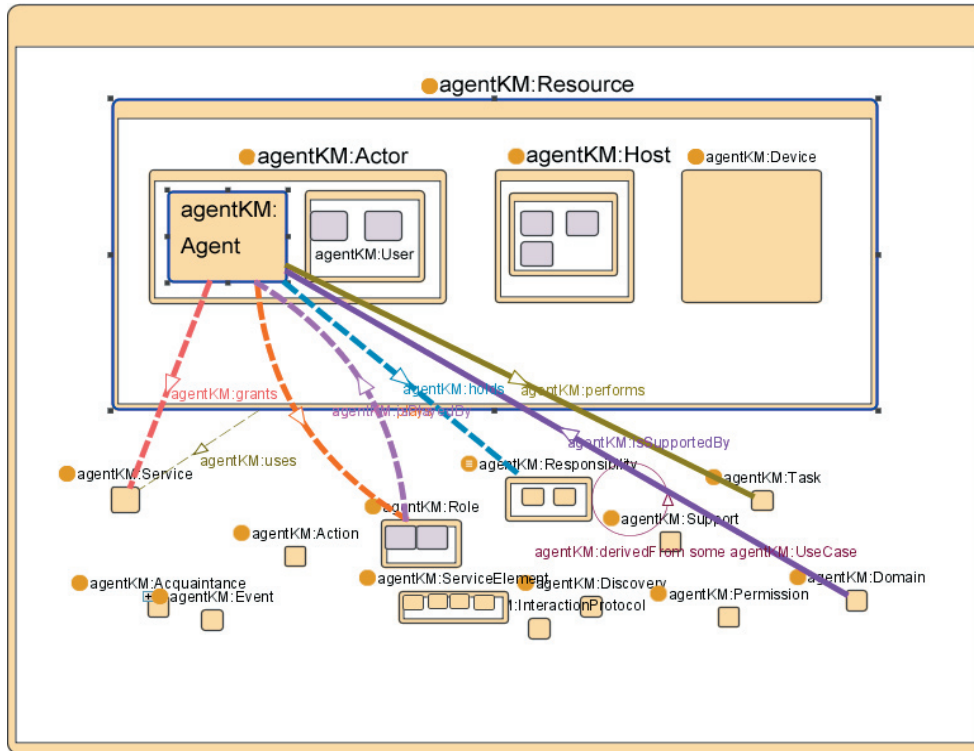 agentKM:Resource
agentKM:Actor
agentKM:Host
agentKM:Device
agentKM:
Agent
agentKM:User
agentKM:holds
agentKM:performs
agentKM:grants
agentKM:playedBy
agentKM:isSupportedBy
agentKM:uses
agentKM:Service
agentKM:Responsibility
agentKM:Task
agentKM:Role
agentKM:Support
agentKM:Action
agentKM:derivedFrom some agentKM:UseCase
agentKM:Acquaintance
agentKM:ServiceElement
agentKM:Discovery
agentKM:Domain
agentKM:Event
:InteractionProtocol
agentKM:Permission